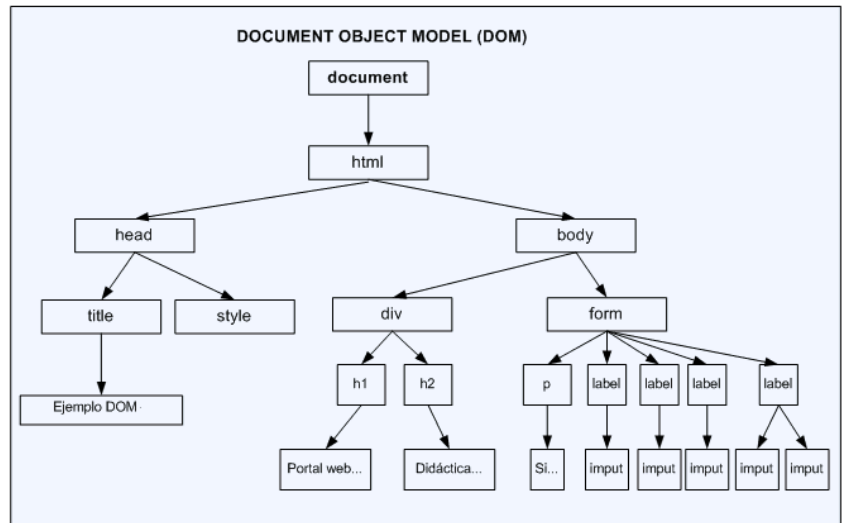 DOCUMENT OBJECT MODEL (DOM)
document
html
head
body
title
style
div
form
h1
h2
p
label
label
label
label
Ejemplo DOM
Portal web...
Didáctica...
Si...
imput
imput
imput
imput
imput